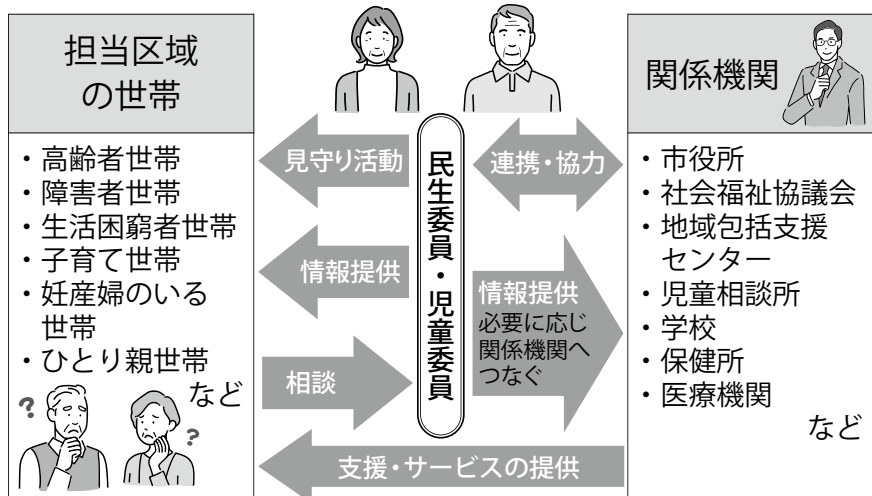 担当区域
の世帯
・高齢者世帯
・障害者世帯
・生活困窮者世帯
・子育て世帯
・妊産婦のいる
世帯
・ひとり親世帯
など
?
?
見守り活動
情報提供
相談
民生委員・児童委員
連携・協力
情報提供
必要に応じ
関係機関へ
つなぐ
支援・サービスの提供
関係機関
・市役所
・社会福祉協議会
・地域包括支援
センター
・児童相談所
・学校
・保健所
・医療機関
など